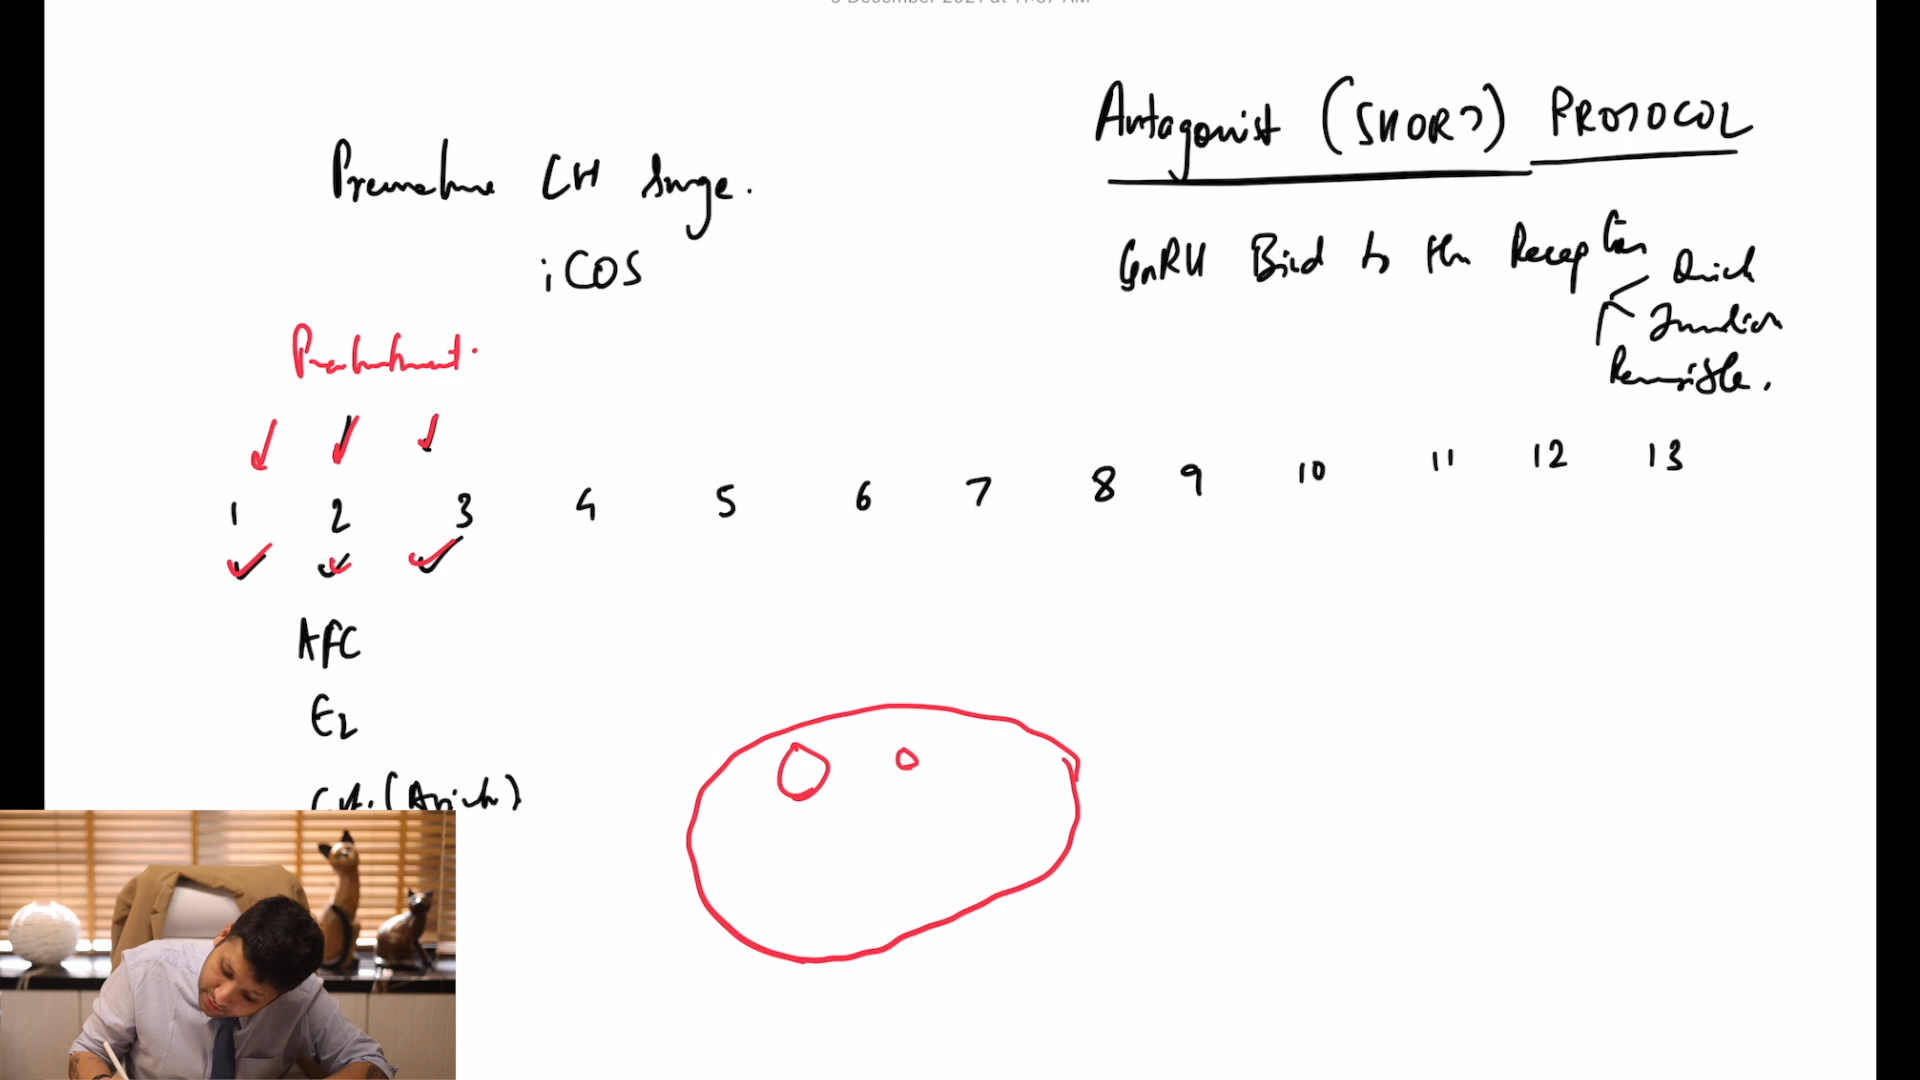 Antagonist (SHORT) PROTOCOL
Premature LH Surge.
iCOS
GnRH Bind to the Receptor
Quick
Reversible.
Pretreatment.
1 2 3 4 5 6 7 8 9 10 11 12 13
AFC
E2